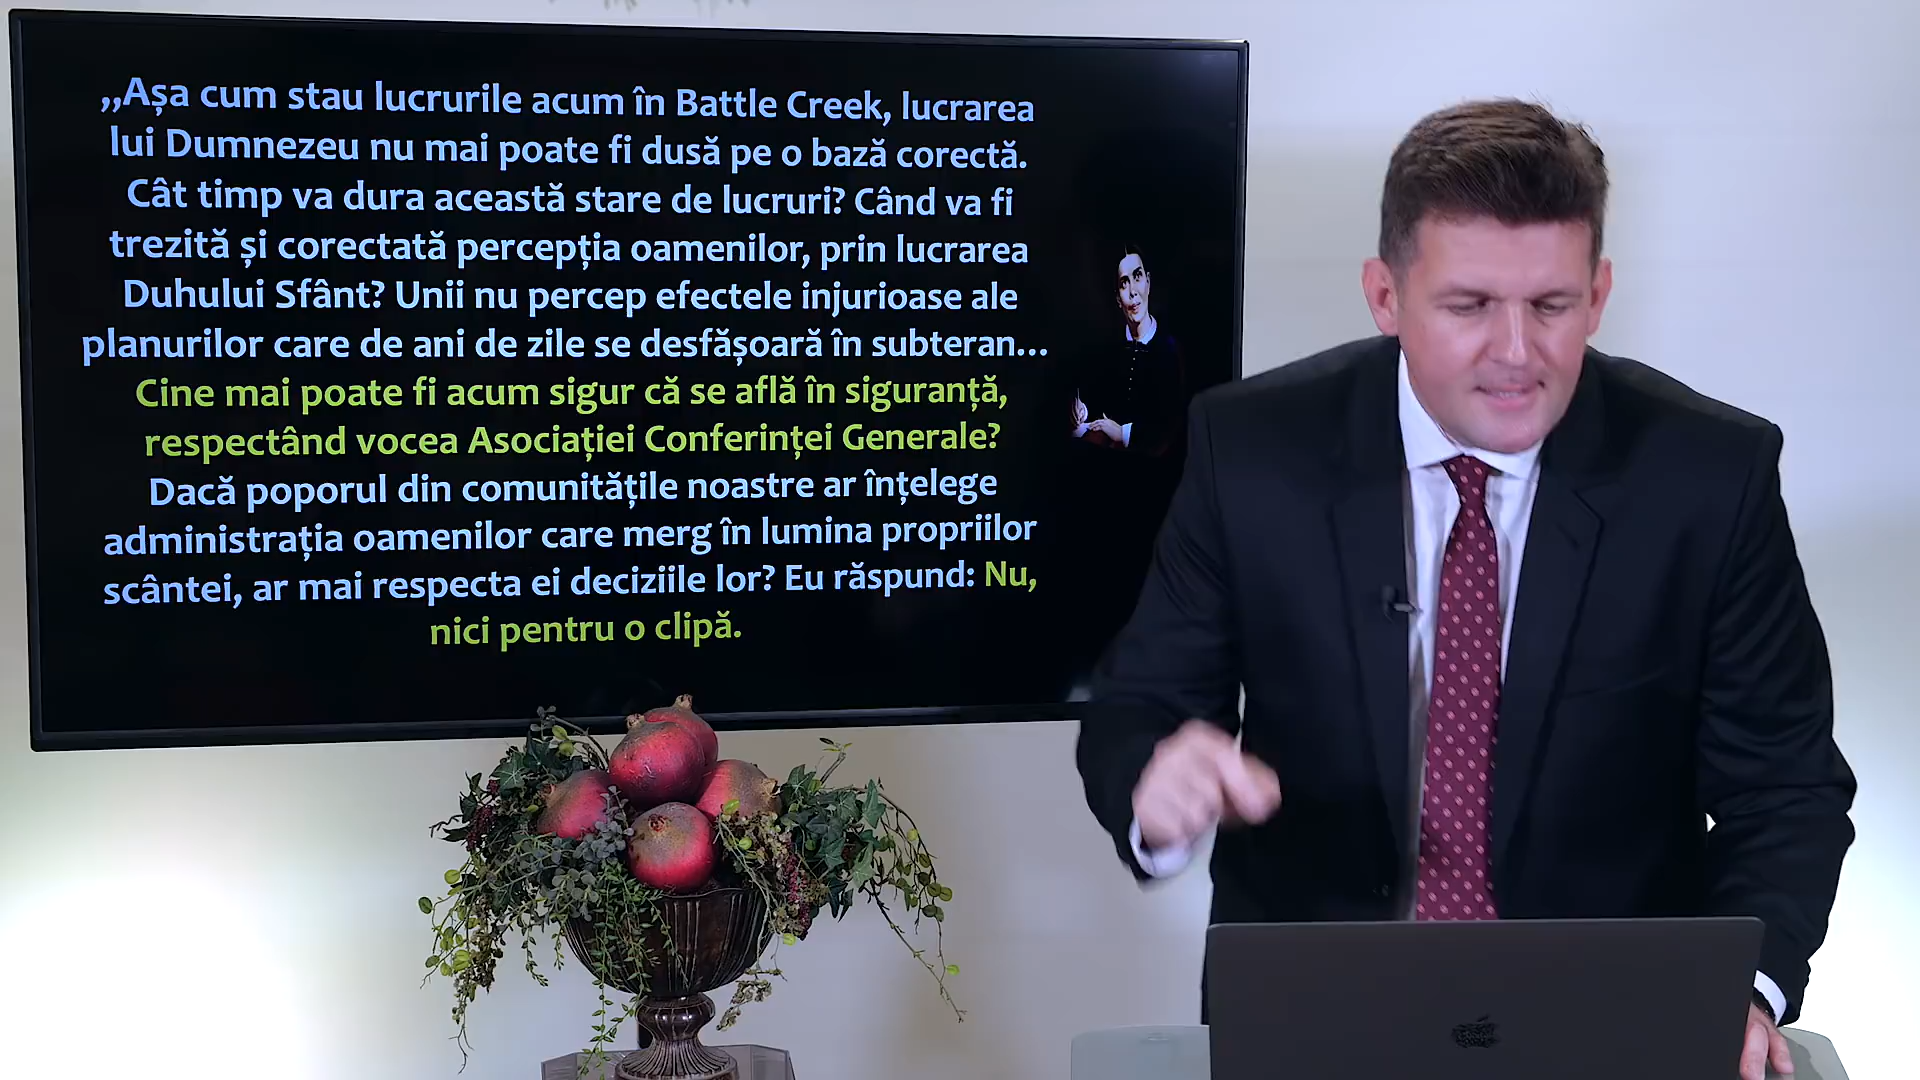 „Așa cum stau lucrurile acum în Battle Creek, lucrarea
lui Dumnezeu nu mai poate fi dusă pe o bază corectă.
Cât timp va dura această stare de lucruri? Când va fi
trezită și corectată percepția oamenilor, prin lucrarea
Duhului Sfânt? Unii nu percep efectele injurioase ale
planurilor care de ani de zile se desfășoară în subteran...
Cine mai poate fi acum sigur că se află în siguranță,
respectând vocea Asociației Conferinței Generale?
Dacă poporul din comunitățile noastre ar înțelege
administrația oamenilor care merg în lumina propriilor
scântei, ar mai respecta ei deciziile lor? Eu răspund: Nu,
nici pentru o clipă.